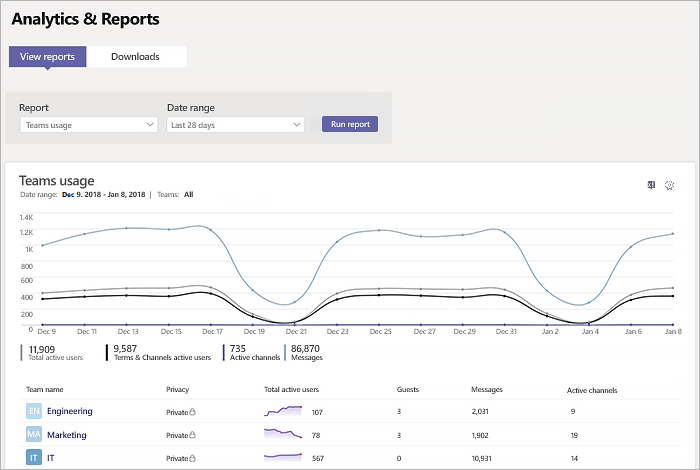 Analytics & Reports
View reports Downloads
Report Date range
Teams usage Last 28 days Run report
Teams usage
Date range: Dec 9. 2018 - Jan 8, 2018 | Teams: All
1.4K
1.2K
1K
800
600
400
200
0 Dec 9 Dec 11 Dec 13 Dec 15 Dec 17 Dec 19 Dec 21 Dec 23 Dec 25 Dec 27 Dec 29 Dec 31 Jan 2 Jan 4 Jan 6 Jan 8
11,909 9,587 735 86,870
Total active users Terms & Channels active users Active channels Messages
Team name Privacy Total active users Guests Messages Active channels
EN Engineering Private 107 3 2,031 9
MA Marketing Private 78 3 1,902 19
IT IT Private 567 0 10,931 14